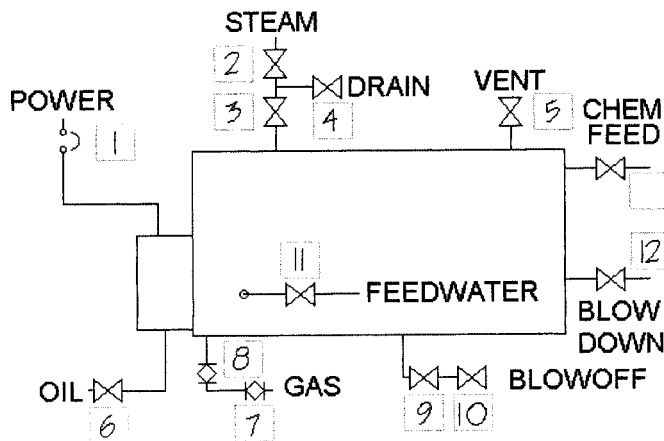 STEAM
2
POWER
3
DRAIN
4
VENT
5
CHEM
FEED
1
11
FEEDWATER
12
BLOW
DOWN
8
OIL
6
GAS
7
BLOWOFF
9
10